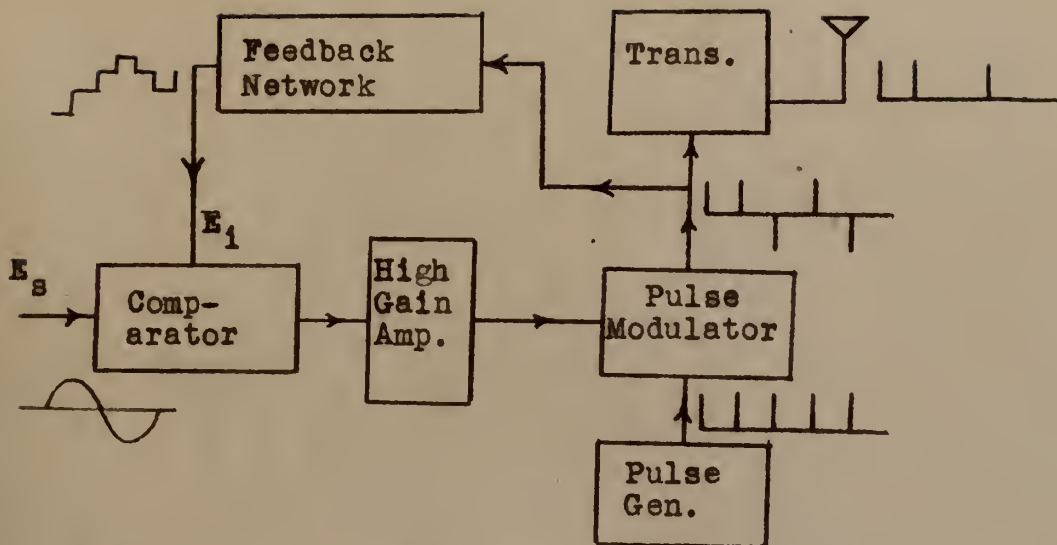 Feedback
Network
Trans.
E1
Es
Comp-
arator
High
Gain
Amp.
Pulse
Modulator
Pulse
Gen.